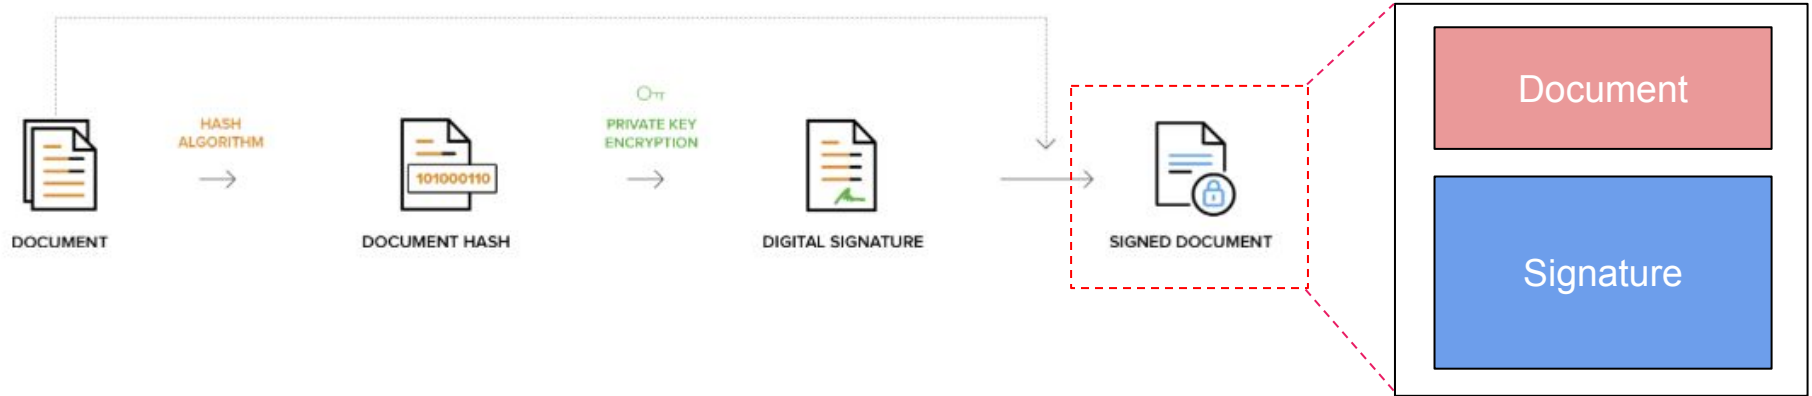 HASH
ALGORITHM
PRIVATE KEY
ENCRYPTION
101000110
DOCUMENT
DOCUMENT HASH
DIGITAL SIGNATURE
SIGNED DOCUMENT
Document
Signature